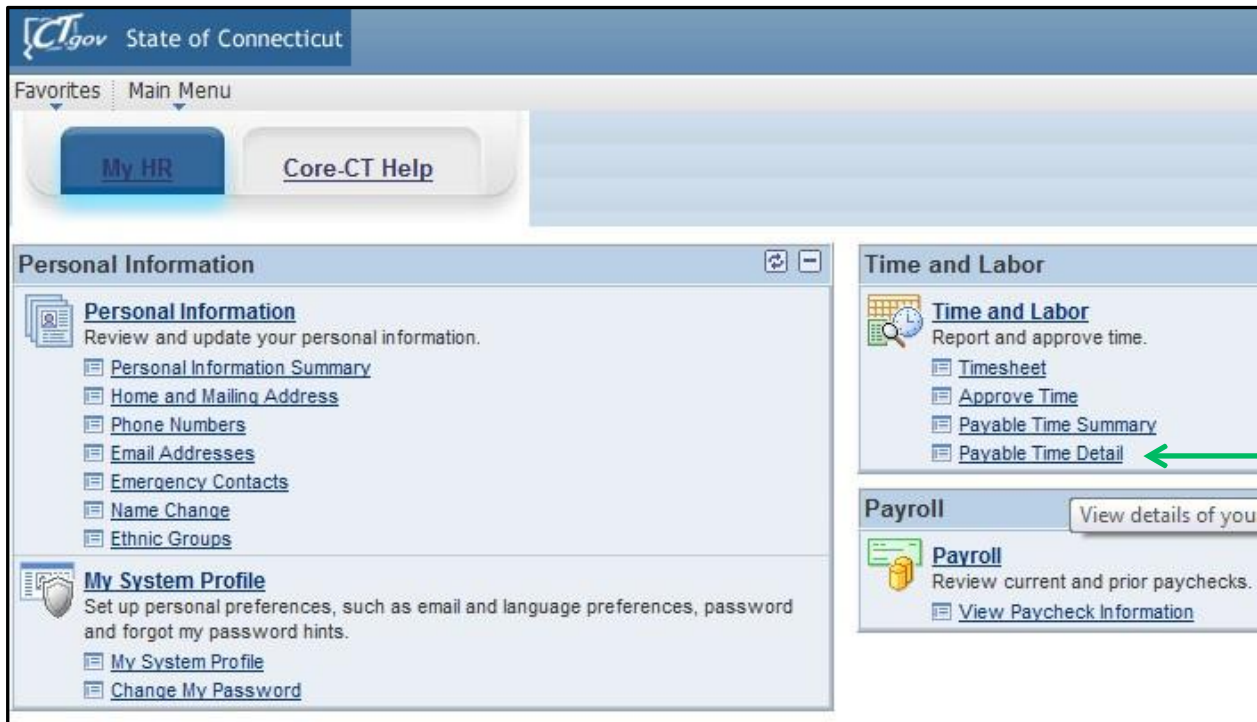 CT.gov State of Connecticut
Favorites Main Menu
My HR Core-CT Help
Personal Information
Personal Information
Review and update your personal information.
Personal Information Summary
Home and Mailing Address
Phone Numbers
Email Addresses
Emergency Contacts
Name Change
Ethnic Groups
My System Profile
Set up personal preferences, such as email and language preferences, password
and forgot my password hints.
My System Profile
Change My Password
Time and Labor
Time and Labor
Report and approve time.
Timesheet
Approve Time
Payable Time Summary
Payable Time Detail
Payroll
View details of you
Payroll
Review current and prior paychecks.
View Paycheck Information